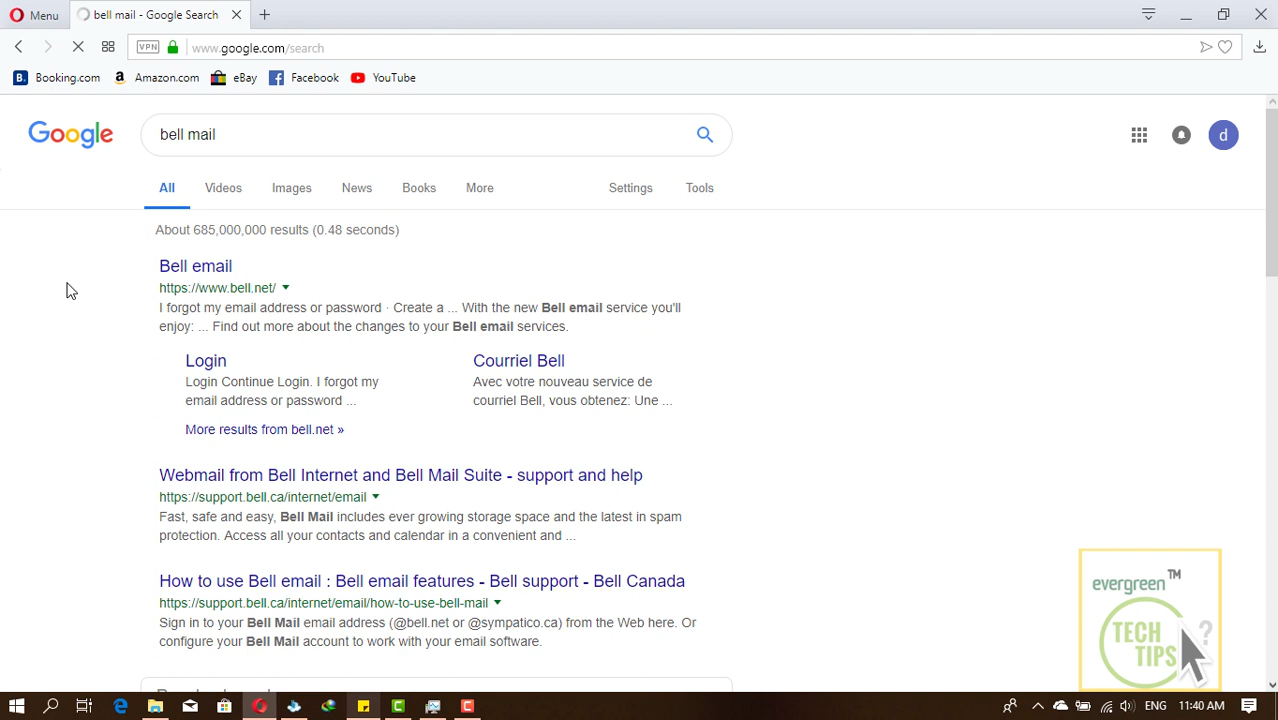 Menu
bell mail - Google Search
VPN
www.google.com/search
B. Booking.com
a Amazon.com
eBay
Facebook
YouTube
Google
bell mail
d
All
Videos
Images
News
Books
More
Settings
Tools
About 685,000,000 results (0.48 seconds)
Bell email
https://www.bell.net/
I forgot my email address or password · Create a ... With the new Bell email service you'll
enjoy: ... Find out more about the changes to your Bell email services.
Login
Login Continue Login. I forgot my
email address or password ...
Courriel Bell
Avec votre nouveau service de
courriel Bell, vous obtenez: Une ...
More results from bell.net »
Webmail from Bell Internet and Bell Mail Suite - support and help
https://support.bell.ca/internet/email
Fast, safe and easy, Bell Mail includes ever growing storage space and the latest in spam
protection. Access all your contacts and calendar in a convenient and ...
How to use Bell email : Bell email features - Bell support - Bell Canada
https://support.bell.ca/internet/email/how-to-use-bell-mail
Sign in to your Bell Mail email address (@bell.net or @sympatico.ca) from the Web here. Or
configure your Bell Mail account to work with your email software.
evergreen™
TECH
TIPS
?
ENG
11:40 AM